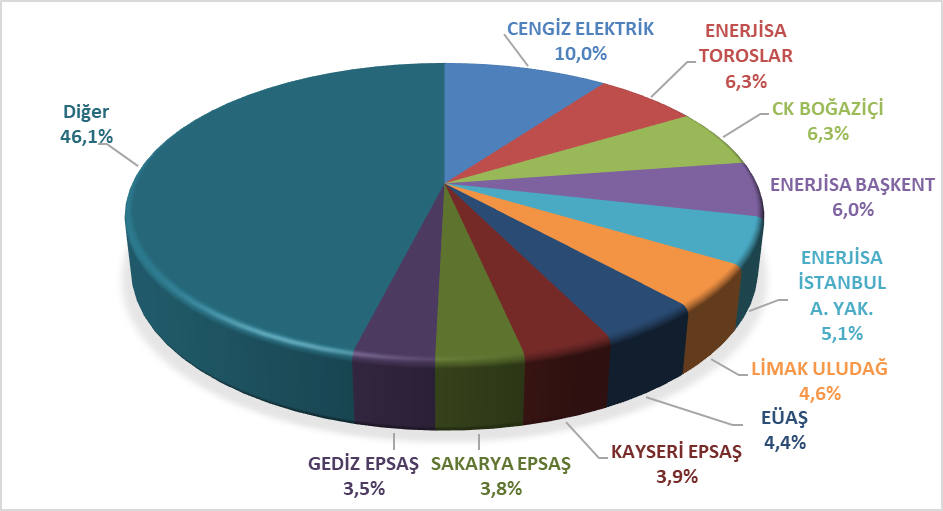 CENGİZ ELEKTRİK
10,0%
ENERJİSA
TOROSLAR
6,3%
CK BOĞAZİÇİ
6,3%
ENERJİSA BAŞKENT
6,0%
ENERJİSA
İSTANBUL
A. YAK.
5,1%
LİMAK ULUDAĞ
4,6%
EÜAŞ
4,4%
KAYSERİ EPSAŞ
3,9%
SAKARYA EPSAŞ
3,8%
GEDİZ EPSAŞ
3,5%
Diğer
46,1%